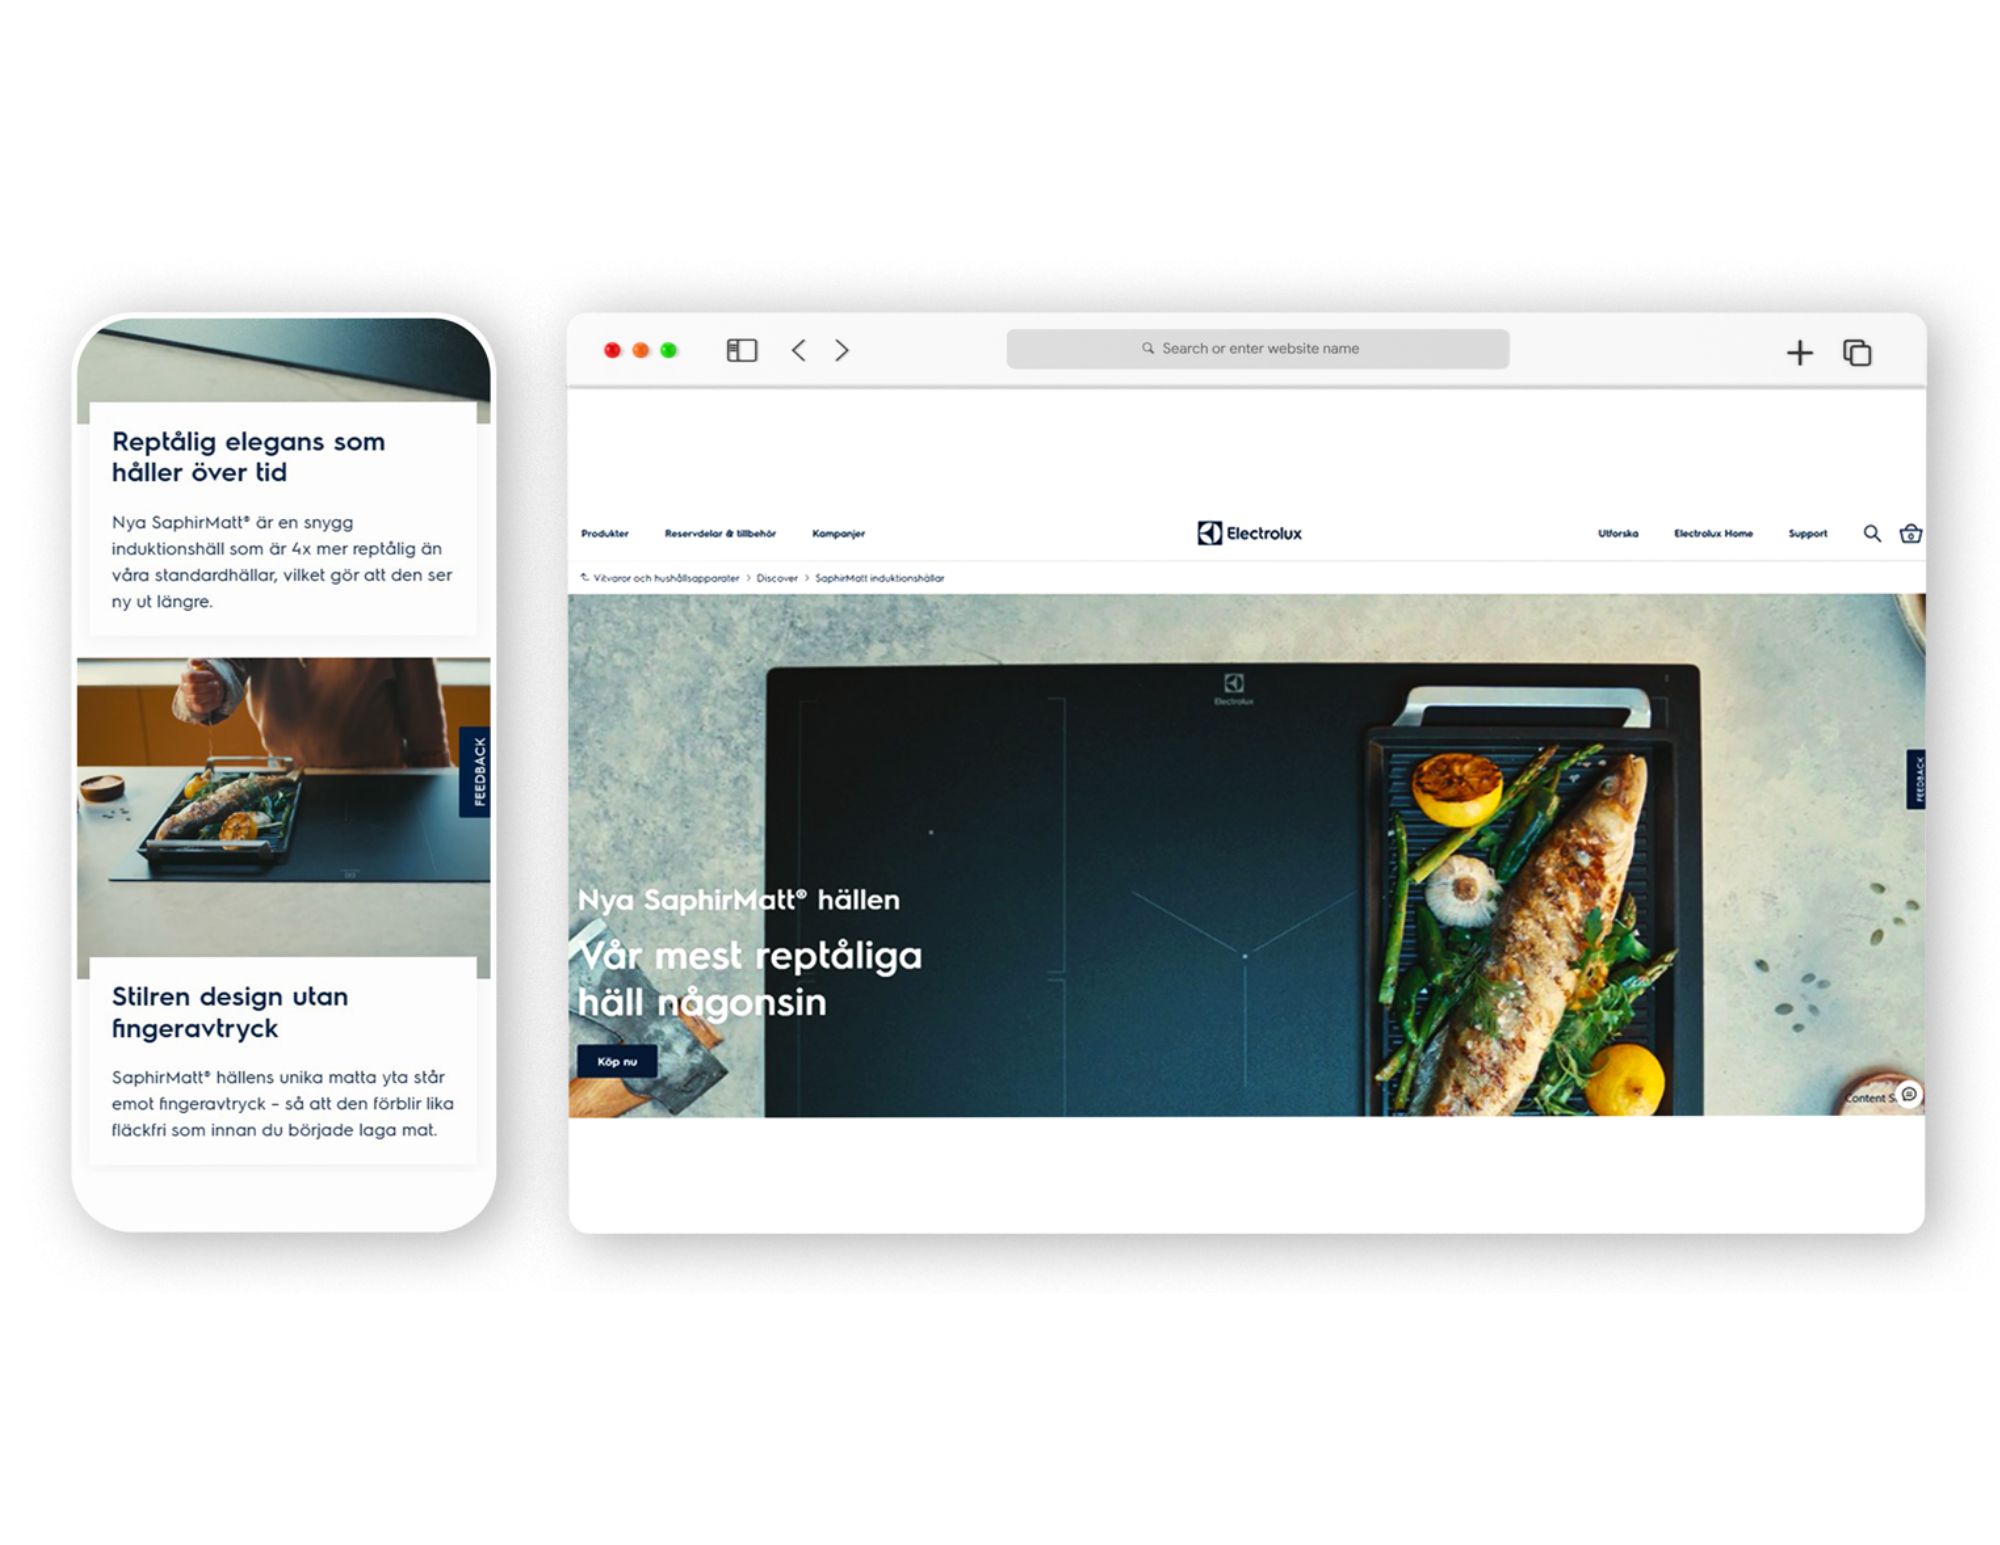 Reptålig elegans som
håller över tid
Nya SaphirMatt® är en snygg
induktionshäll som är 4x mer reptålig än
våra standardhällar, vilket gör att den ser
ny ut längre.
FEEDBACK
Stilren design utan
fingeravtryck
SaphirMatt® hällens unika matta yta står
emot fingeravtryck – så att den förblir lika
fläckfri som innan du började laga mat.
Search or enter website name
Produkter Reservdelar & tillbehör Kampanjer Electrolux Utforska Electrolux Home Support 0
Vitvaror och hushållsapparater > Discover > SaphirMatt induktionshällar
Electrolux
FEEDBACK
Nya SaphirMatt® hällen
Vår mest reptåliga
häll någonsin
Köp nu
Content S